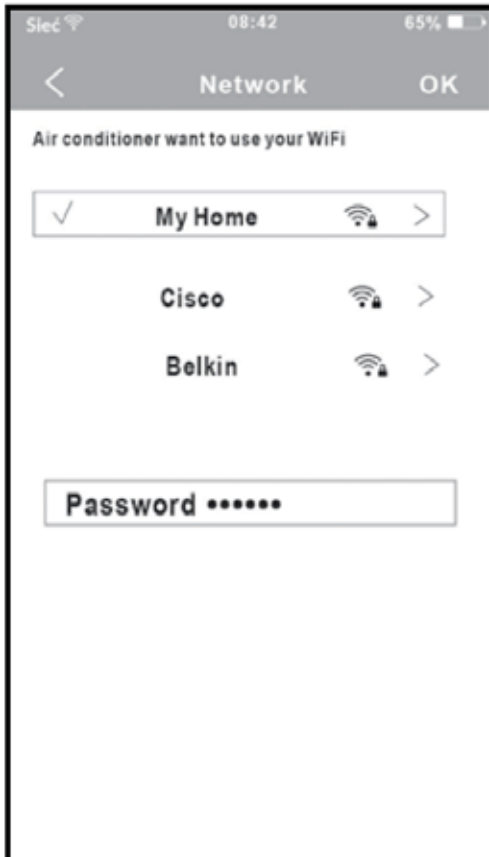 Sieć 08:42 65%
< Network OK
Air conditioner want to use your WiFi
√ My Home >
Cisco >
Belkin >
Password ••••••